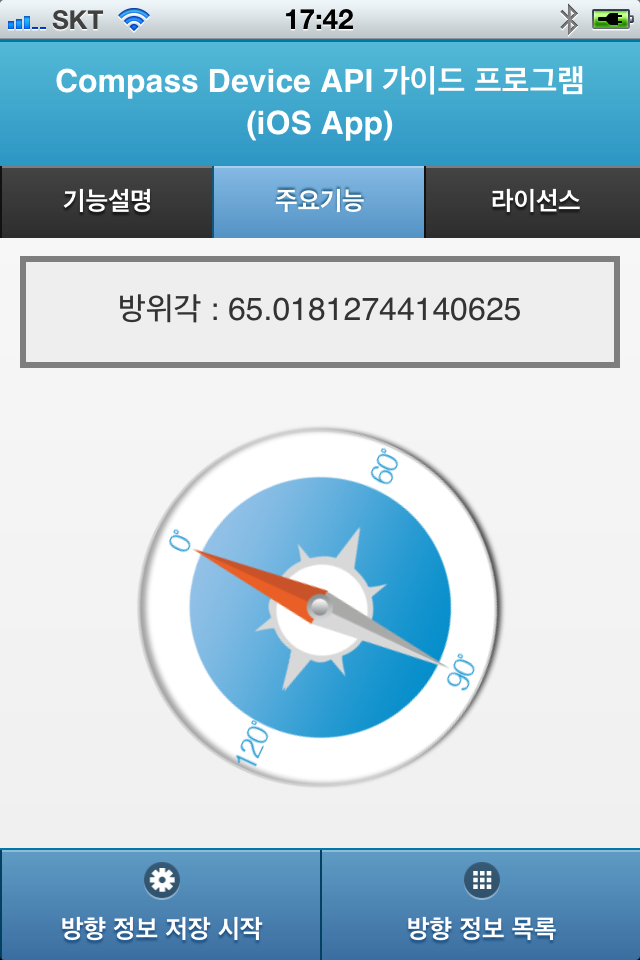 SKT 17:42
Compass Device API 가이드 프로그램
(iOS App)
기능설명 주요기능 라이선스
방위각 : 65.01812744140625
60°
0°
90°
120°
방향 정보 저장 시작 방향 정보 목록